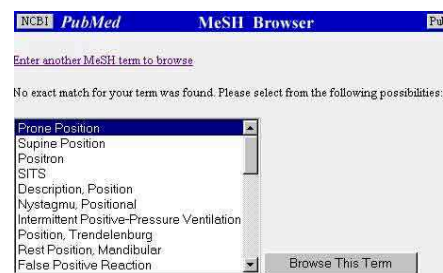 NCBI PubMed MeSH Browser Pu
Enter another MeSH term to browse
No exact match for your term was found. Please select from the following possibilities:
Prone Position
Supine Position
Positron
SITS
Description, Position
Nystagmu, Positional
Intermittent Positive-Pressure Ventilation
Position, Trendelenburg
Rest Position, Mandibular
False Positive Reaction
Browse This Term